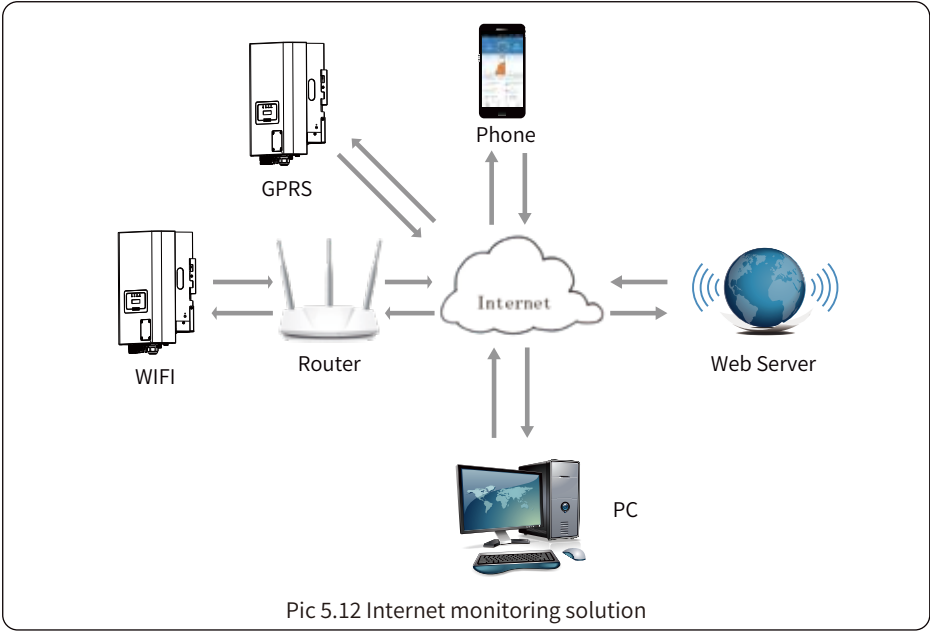 Phone
GPRS
Internet
WIFI
Router
Web Server
PC
Pic 5.12 Internet monitoring solution